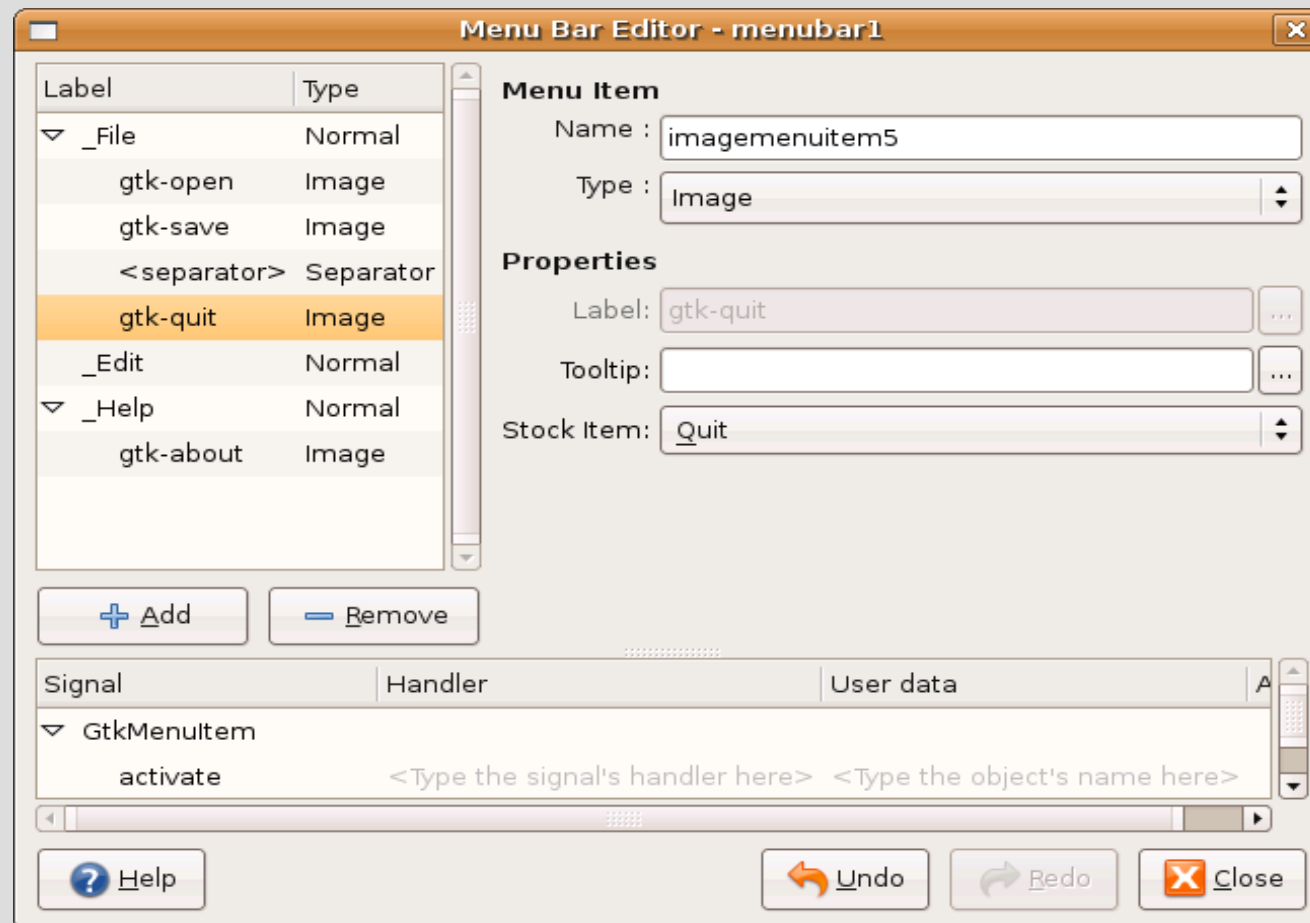 Menu Bar Editor - menubar1
Label Type
_File Normal
gtk-open Image
gtk-save Image
<separator> Separator
gtk-quit Image
_Edit Normal
_Help Normal
gtk-about Image
Add Remove
Menu Item
Name : imagemenuitem5
Type : Image
Properties
Label: gtk-quit ...
Tooltip: ...
Stock Item: Quit
Signal Handler User data A
GtkMenuItem
activate <Type the signal's handler here> <Type the object's name here>
Help Undo Redo Close